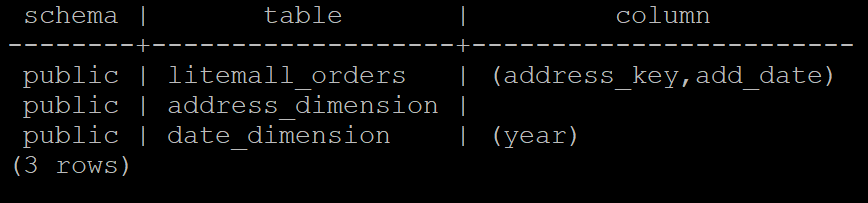 schema |       table       |         column
--------+-------------------+-------------------------
 public | litemall_orders   | (address_key,add_date)
 public | address_dimension |
 public | date_dimension    | (year)
(3 rows)